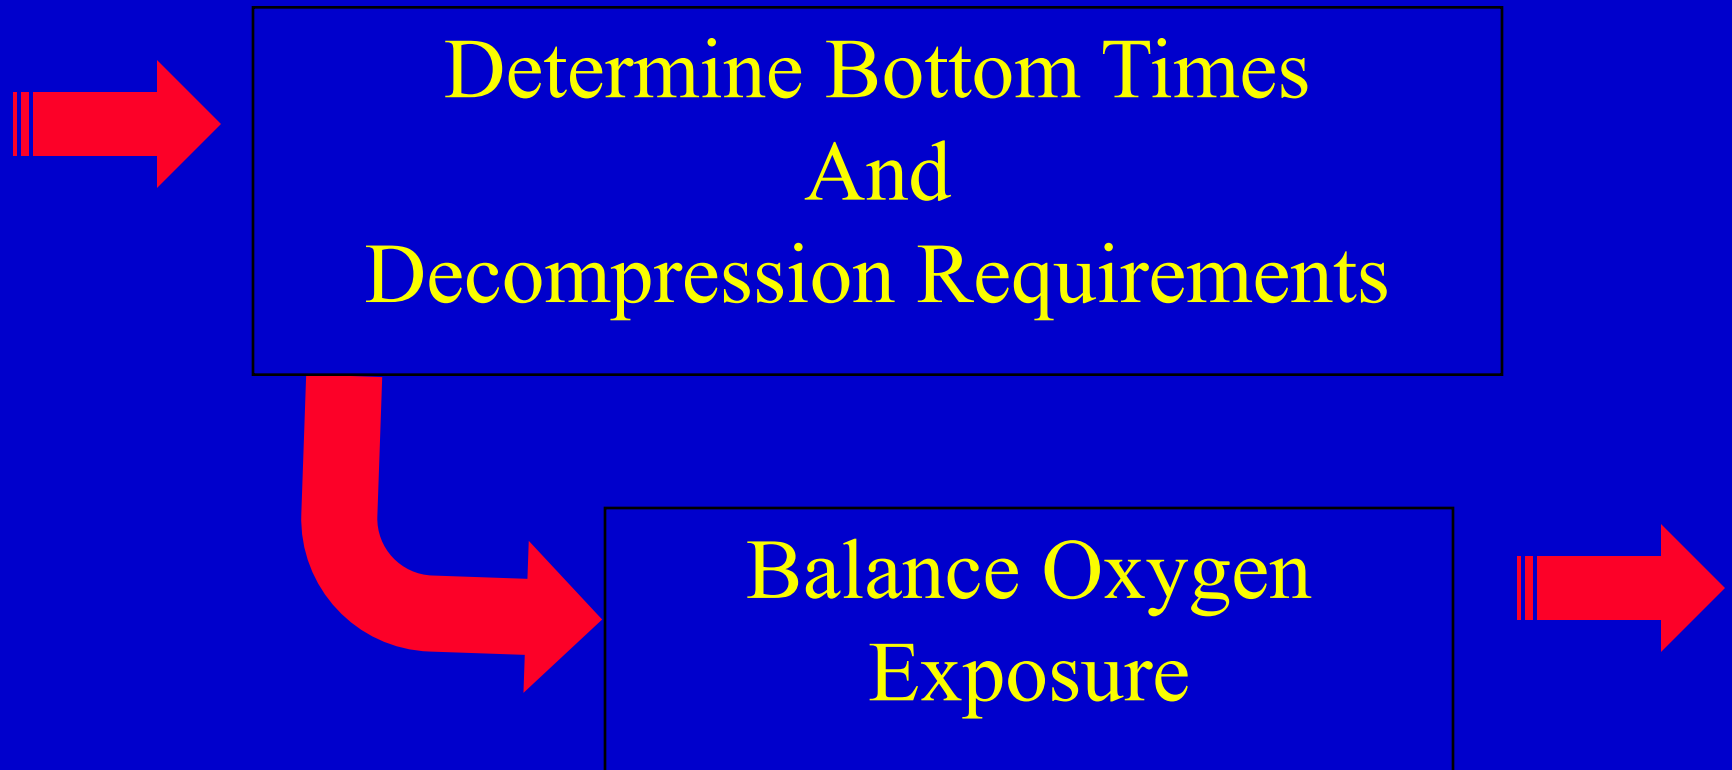 Determine Bottom Times
And
Decompression Requirements
Balance Oxygen
Exposure